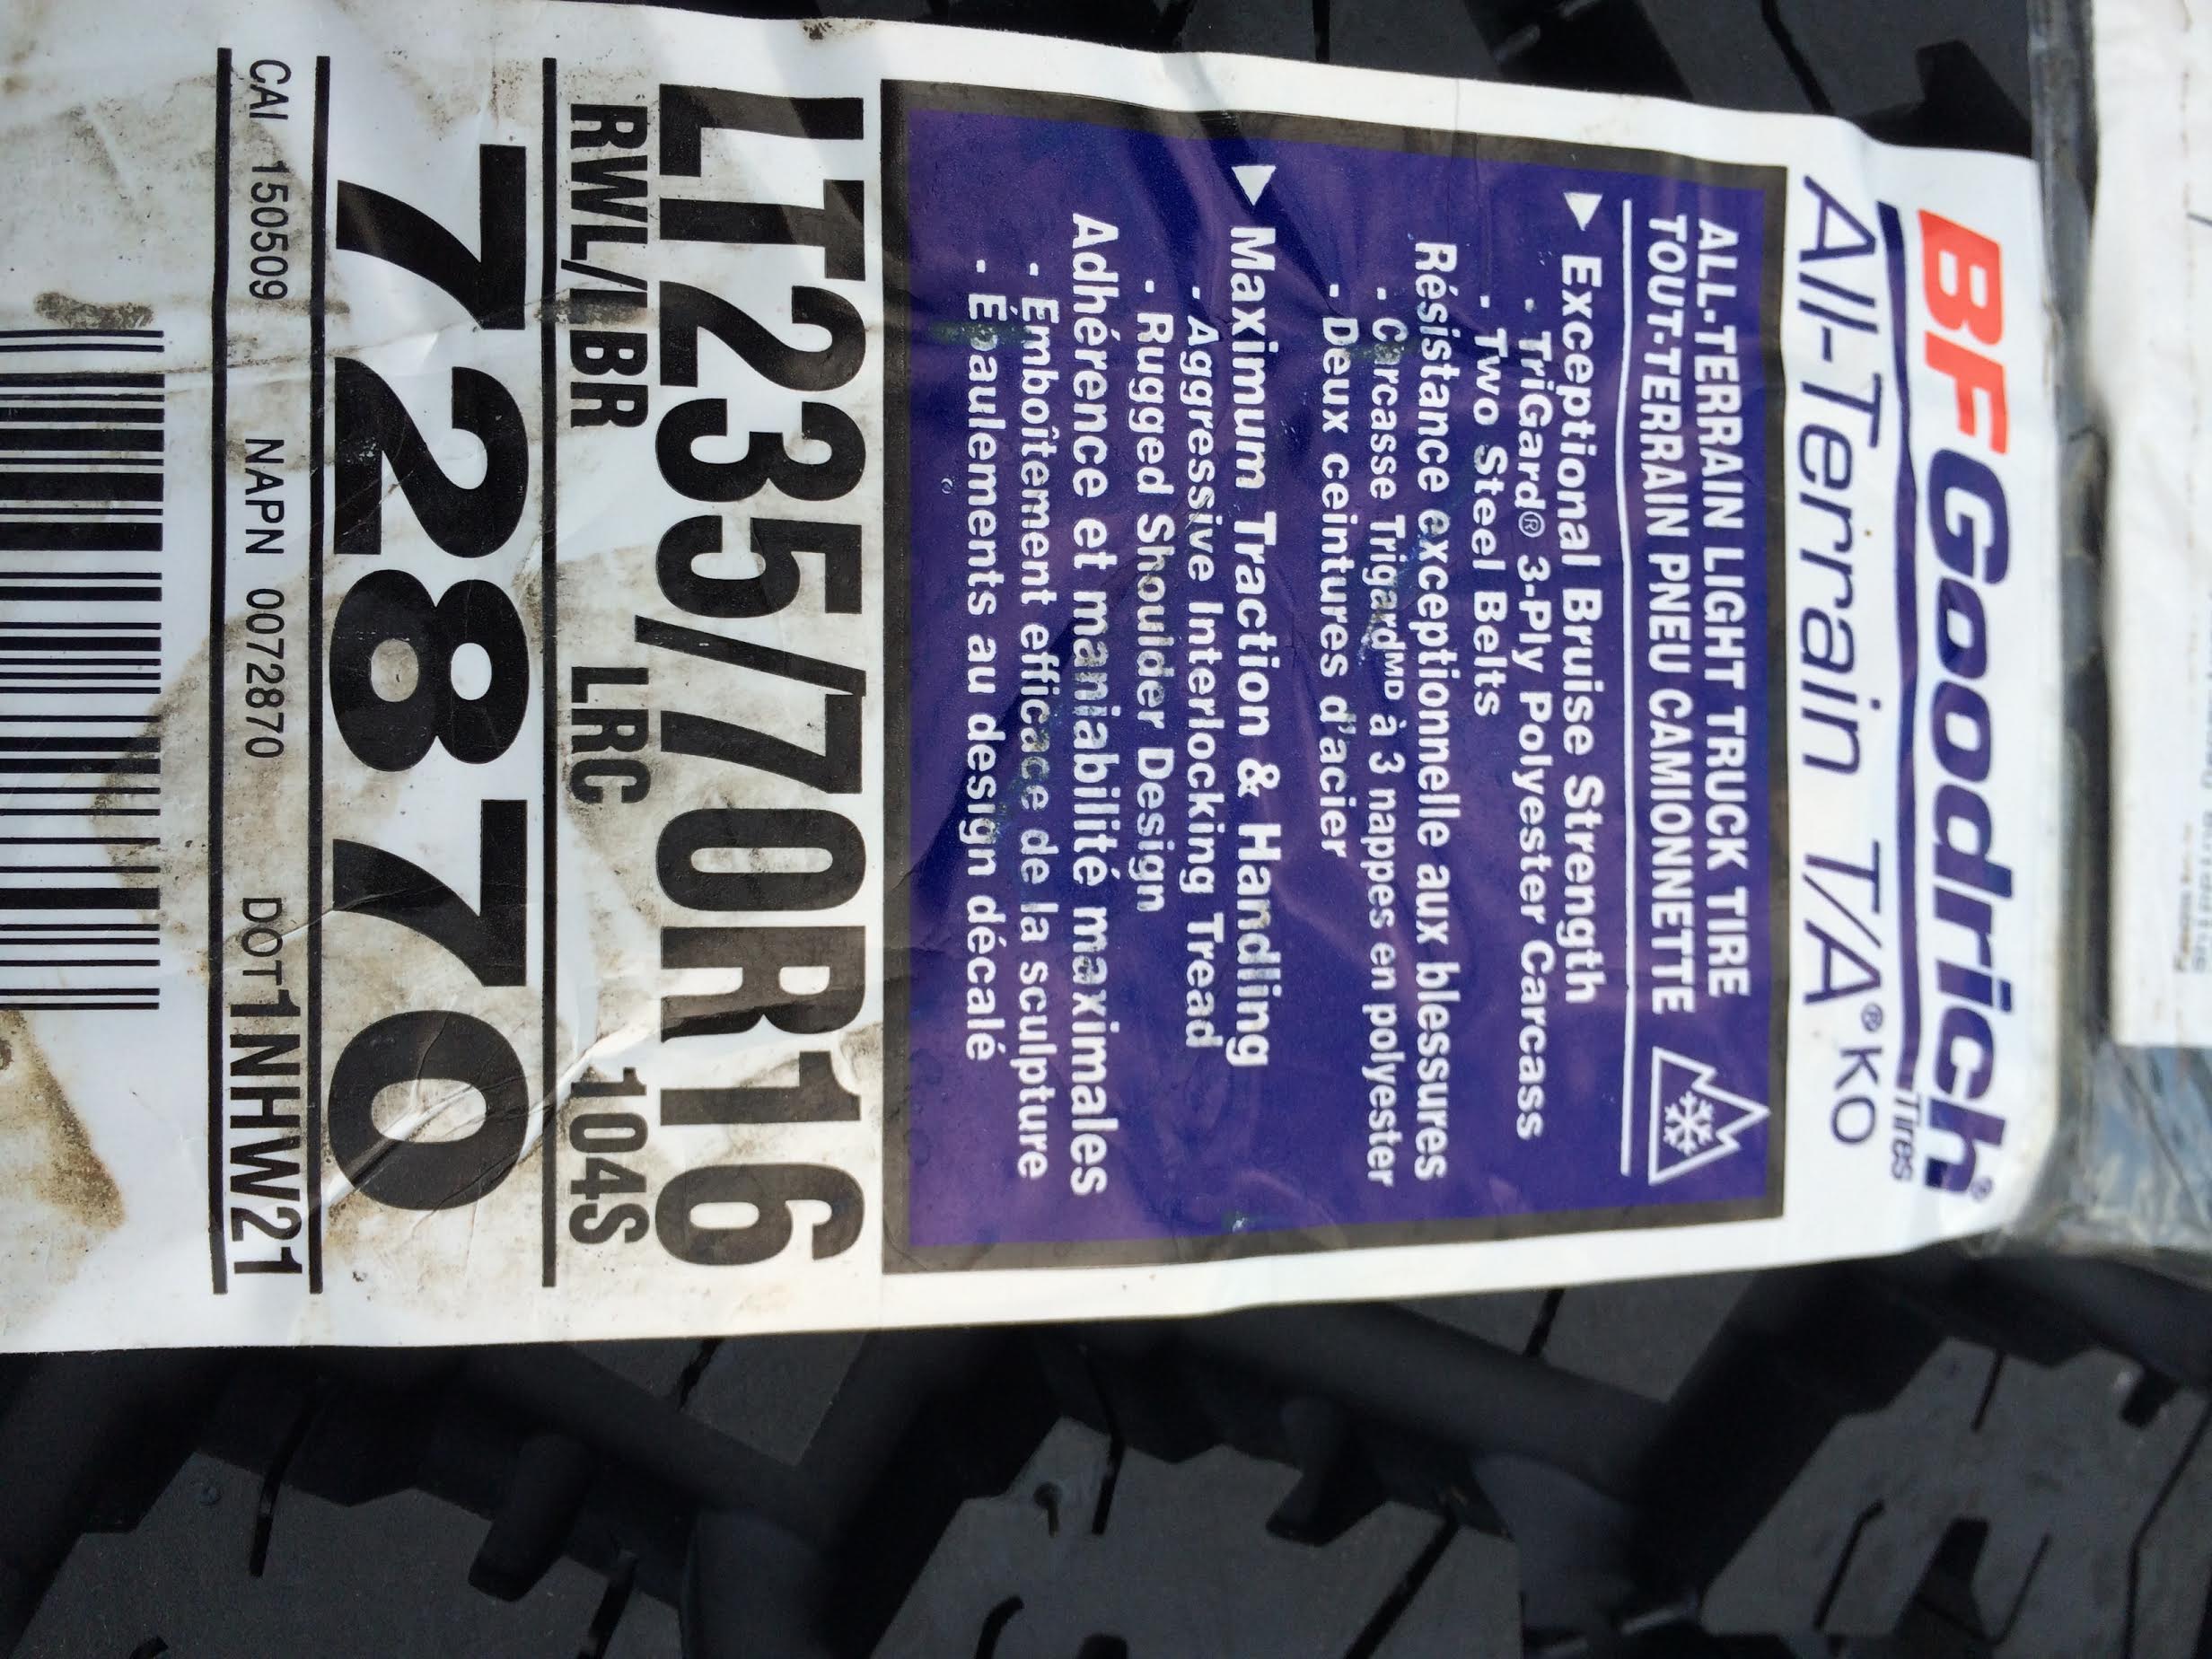 BFGoodrich®
Tires
All-Terrain T/A® KO
ALL-TERRAIN LIGHT TRUCK TIRE
TOUT-TERRAIN PNEU CAMIONNETTE
▶ Exceptional Bruise Strength
· TriGard® 3-Ply Polyester Carcass
· Two Steel Belts
Résistance exceptionnelle aux blessures
· Carcasse Trigardᴹᴰ à 3 nappes en polyester
· Deux ceintures d'acier
▶ Maximum Traction & Handling
· Aggressive Interlocking Tread
· Rugged Shoulder Design
Adhérence et maniabilité maximales
· Emboîtement efficace de la sculpture
· Épaulements au design décalé
LT235/70R16
RWL/IBR LRC 104S
72870
CAI 150509 NAPN 0072870 DOT1NHW21